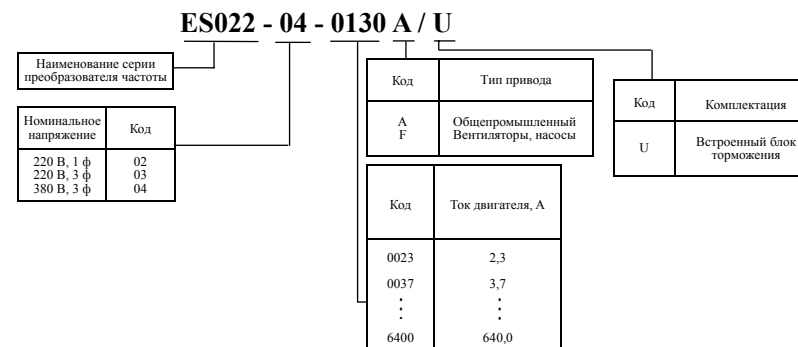 ES022 - 04 - 0130 A / U
Наименование серии
преобразователя частоты
Номинальное
напряжение
Код
220 В, 1 ф 02
220 В, 3 ф 03
380 В, 3 ф 04
Код Тип привода
A Общепромышленный
F Вентиляторы, насосы
Код Ток двигателя, А
0023 2,3
0037 3,7
6400 640,0
Код Комплектация
U Встроенный блок
торможения